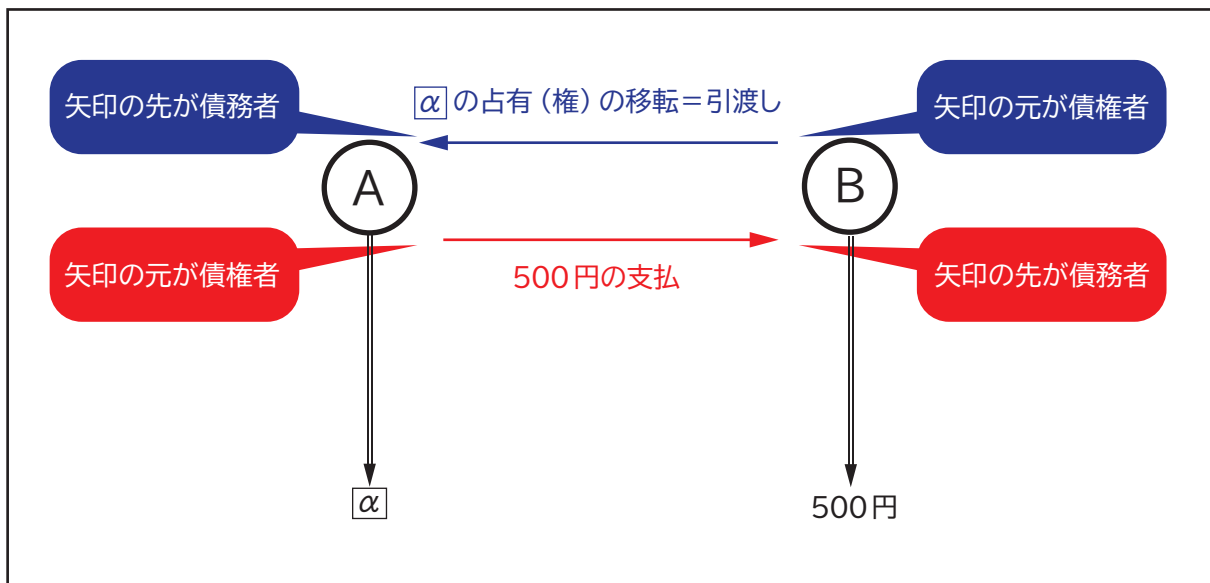 矢印の先が債務者
αの占有(権)の移転=引渡し
矢印の元が債権者
A
B
矢印の元が債権者
500円の支払
矢印の先が債務者
α
500円